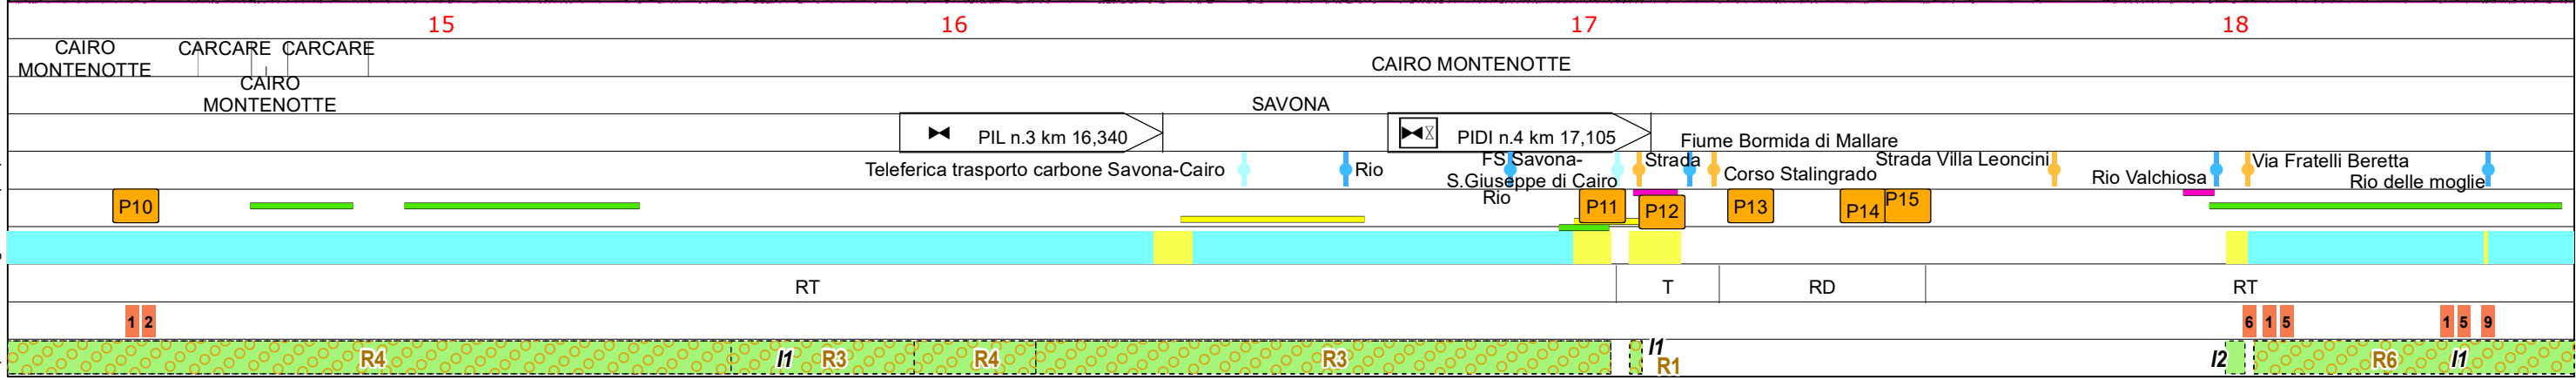 15 16 17 18
CAIRO MONTENOTTE CARCARE CARCARE
CAIRO MONTENOTTE
CAIRO MONTENOTTE
SAVONA
PIL n.3 km 16,340 PIDI n.4 km 17,105
Fiume Bormida di Mallare
Teleferica trasporto carbone Savona-Cairo Rio FS Savona-
S.Giuseppe di Cairo
Rio
Strada
Corso Stalingrado
Strada Villa Leoncini
Rio Valchiosa
Via Fratelli Beretta
Rio delle moglie
P10 P11 P12 P13 P14 P15
RT T RD RT
1 2 6 1 5 1 5 9
R4 I1 R3 R4 R3 I1
R1
I2 R6 I1